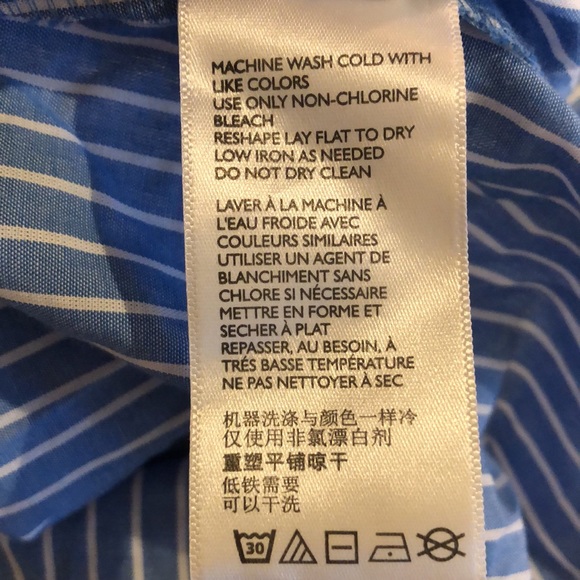 MACHINE WASH COLD WITH
LIKE COLORS
USE ONLY NON-CHLORINE
BLEACH
RESHAPE LAY FLAT TO DRY
LOW IRON AS NEEDED
DO NOT DRY CLEAN
LAVER À LA MACHINE À
L'EAU FROIDE AVEC
COULEURS SIMILAIRES
UTILISER UN AGENT DE
BLANCHIMENT SANS
CHLORE SI NÉCESSAIRE
METTRE EN FORME ET
SECHER À PLAT
REPASSER, AU BESOIN, À
TRÉS BASSE TEMPÉRATURE
NE PAS NETTOYER À SEC
机器洗涤与颜色一样冷
仅使用非氯漂白剂
重塑平铺晾干
低铁需要
可以干洗
30